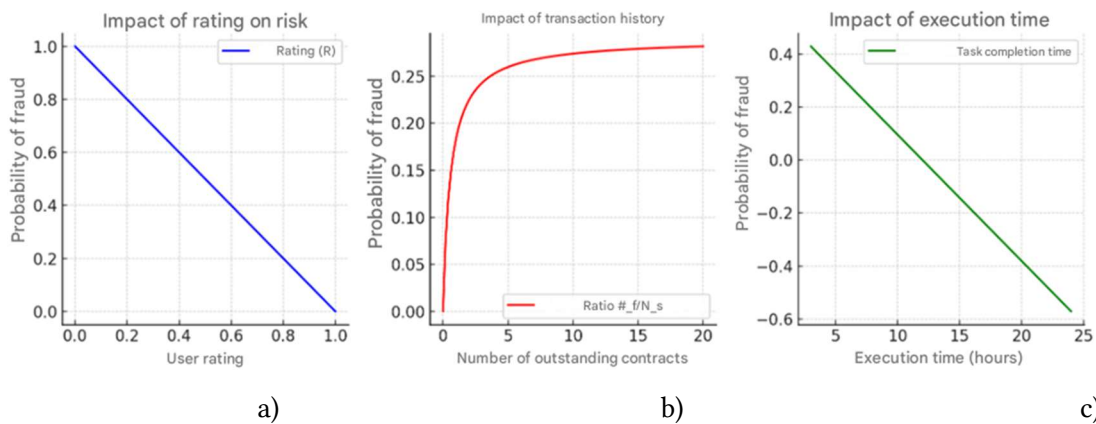 Impact of rating on risk
Probability of fraud
1.0
0.8
0.6
0.4
0.2
0.0
Rating (R)
0.0 0.2 0.4 0.6 0.8 1.0
User rating
a)
Impact of transaction history
Probability of fraud
0.25
0.20
0.15
0.10
0.05
0.00
Ratio #_f/N_s
0 5 10 15 20
Number of outstanding contracts
b)
Impact of execution time
Probability of fraud
0.4
0.2
0.0
−0.2
−0.4
−0.6
Task completion time
5 10 15 20 25
Execution time (hours)
c)